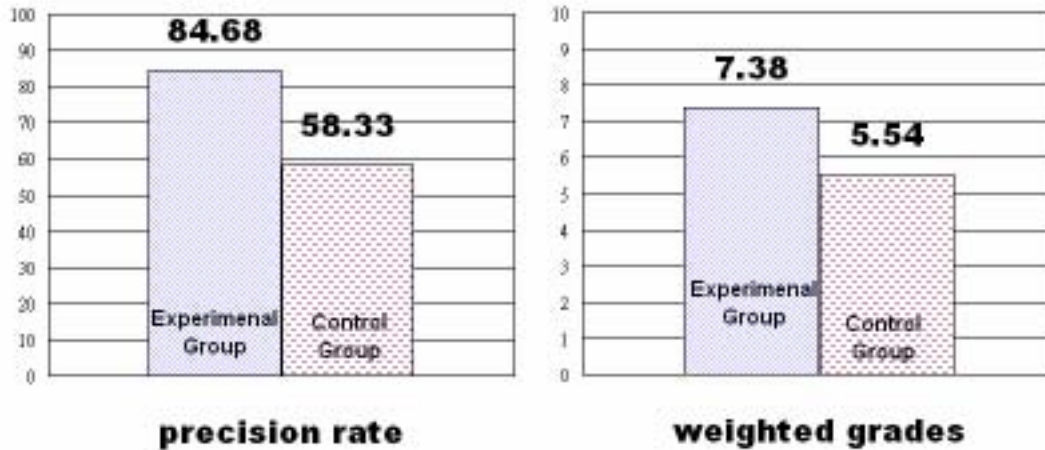 100
90
80
70
60
50
40
30
20
10
0
84.68
58.33
Experimenal
Group
Control
Group
precision rate
10
9
8
7
6
5
4
3
2
1
0
7.38
5.54
Experimenal
Group
Control
Group
weighted grades